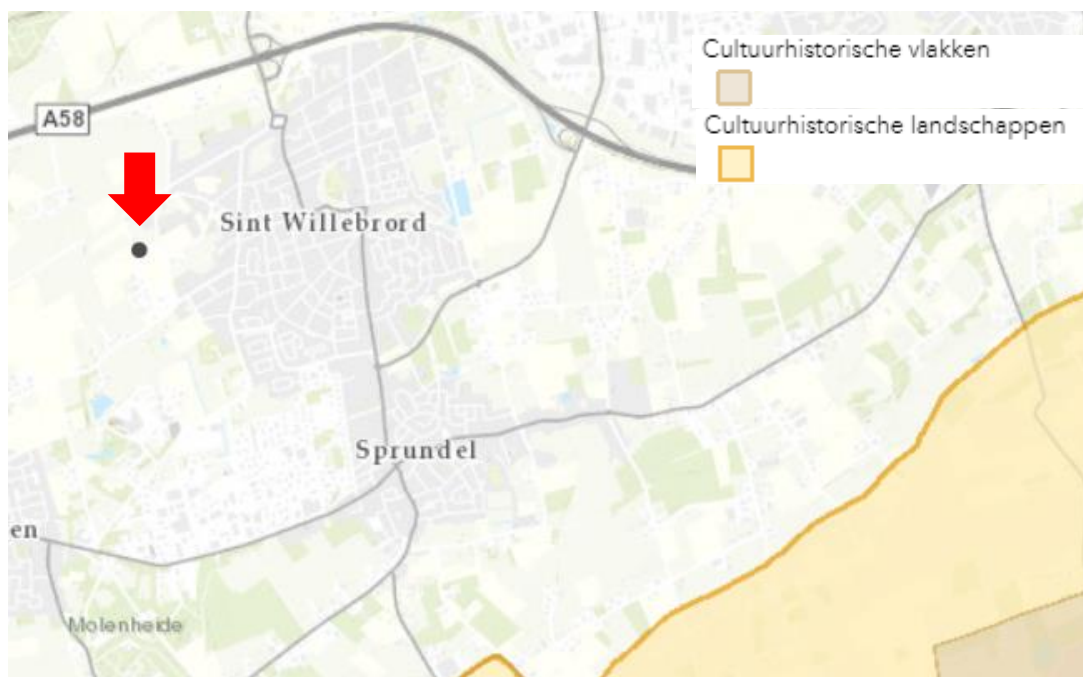 Cultuurhistorische vlakken
Cultuurhistorische landschappen
A58
Sint Willebrord
Sprundel
en
Molenheide